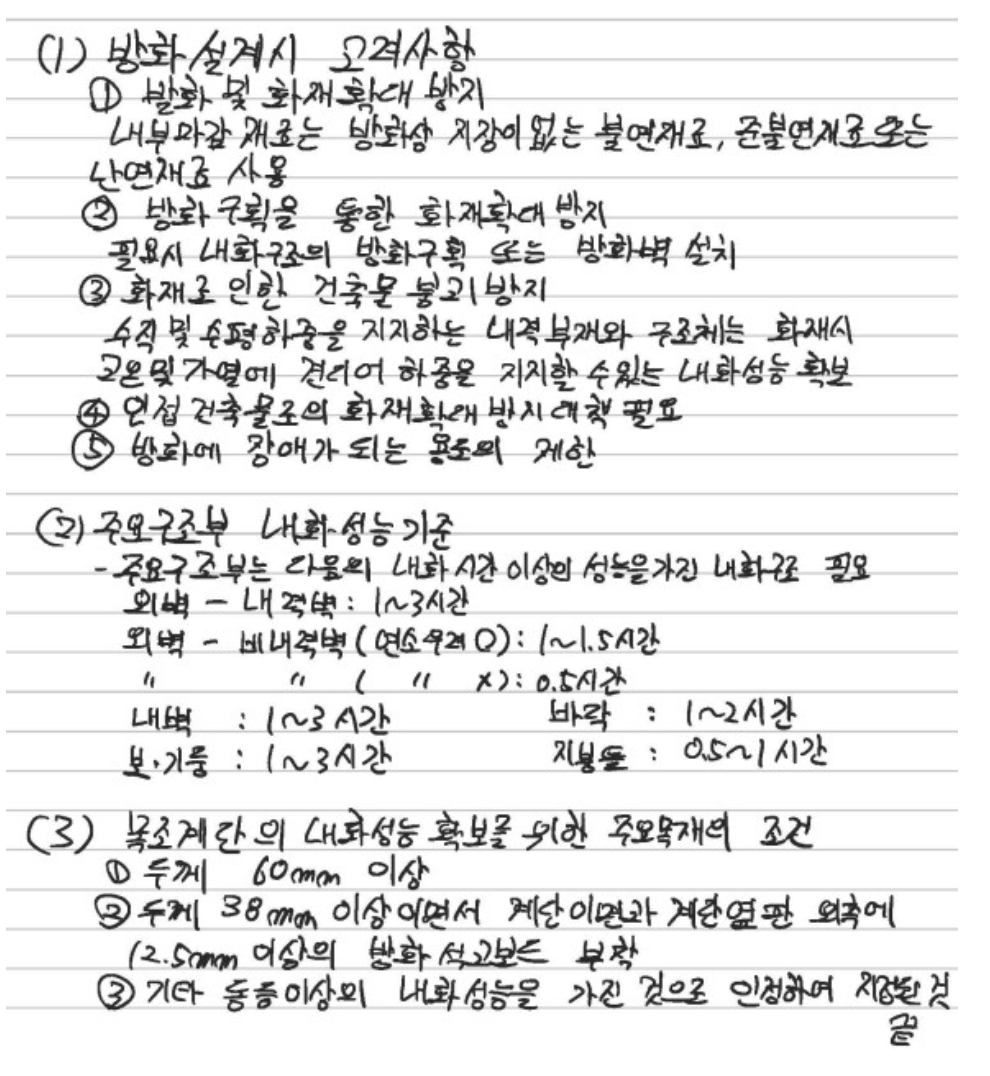 (1) 방화설계시 고려사항
① 발화 및 화재확대 방지
내부마감 재료는 방화상 지장이 없는 불연재료, 준불연재료 또는
난연재료 사용
② 방화구획을 통한 화재확대 방지
필요시 내화구조의 방화구획 또는 방화벽 설치
③ 화재로 인한 건축물 붕괴 방지
수직 및 수평하중을 지지하는 내력부재와 구조체는 화재시
고온 및 가열에 견디어 하중을 지지할 수 있는 내화성능 확보
④ 인접 건축물로의 화재확대 방지대책 필요
⑤ 방화에 장애가 되는 용도의 제한
(2) 주요구조부 내화성능기준
- 주요구조부는 다음의 내화시간 이상의 성능을 가진 내화구조 필요
외벽 - 내력벽 : 1~3시간
외벽 - 비내력벽 (연소우려 O) : 1~1.5시간
〃 〃 ( 〃 x) : 0.5시간
내벽 : 1~3시간 바닥 : 1~2시간
보·기둥 : 1~3시간 지붕틀 : 0.5~1시간
(3) 목조계단의 내화성능 확보를 위한 주요목재의 조건
① 두께 60mm 이상
② 두께 38mm 이상이면서 계단이면과 계단옆판 외측에
12.5mm 이상의 방화석고보드 부착
③ 기타 동등이상의 내화성능을 가진 것으로 인정하여 지정된 것
끝